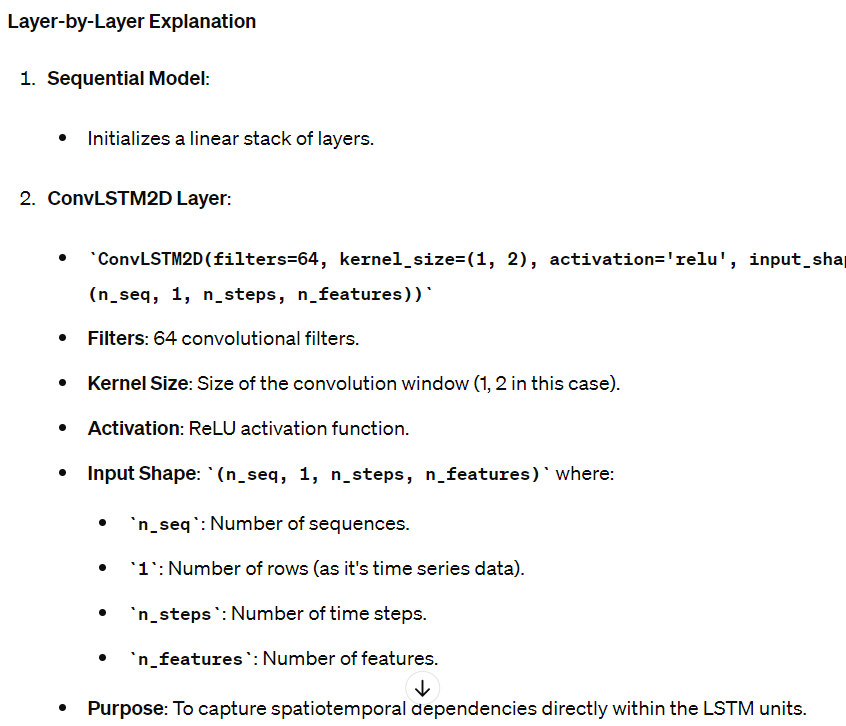 Layer-by-Layer Explanation
1. Sequential Model:
• Initializes a linear stack of layers.
2. ConvLSTM2D Layer:
• `ConvLSTM2D(filters=64, kernel_size=(1, 2), activation='relu', input_sha
(n_seq, 1, n_steps, n_features))`
• Filters: 64 convolutional filters.
• Kernel Size: Size of the convolution window (1, 2 in this case).
• Activation: ReLU activation function.
• Input Shape: `(n_seq, 1, n_steps, n_features)` where:
• `n_seq`: Number of sequences.
• `1`: Number of rows (as it's time series data).
• `n_steps`: Number of time steps.
• `n_features`: Number of features.
• Purpose: To capture spatiotemporal dependencies directly within the LSTM units.